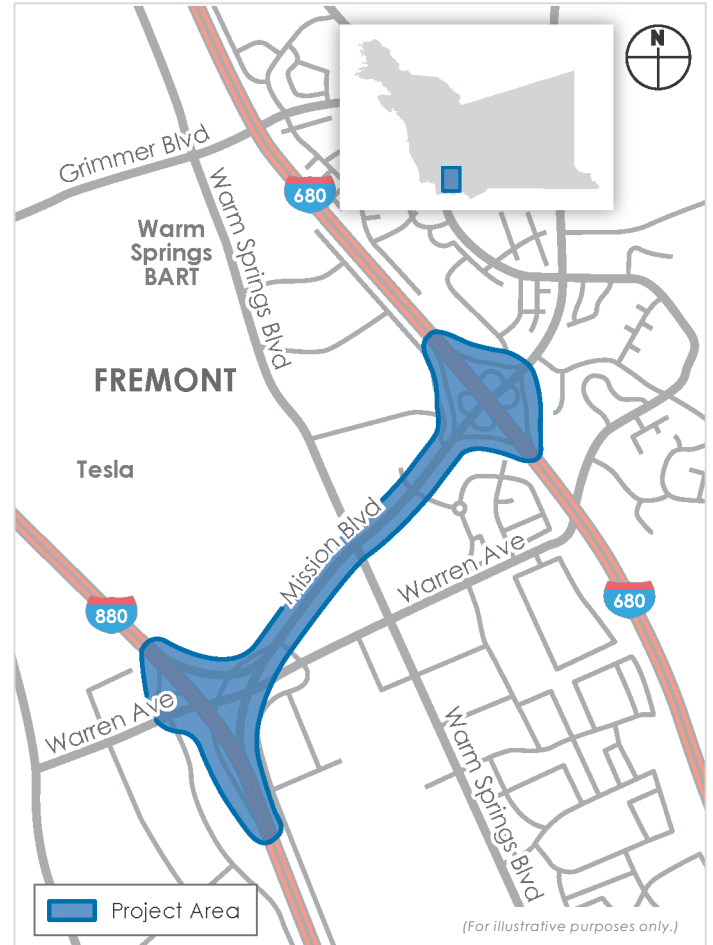 N
Grimmer Blvd
680
Warm Springs Blvd
Warm
Springs
BART
FREMONT
Tesla
Mission Blvd
Warren Ave
680
880
Warren Ave
Warm Springs Blvd
Project Area
(For illustrative purposes only.)